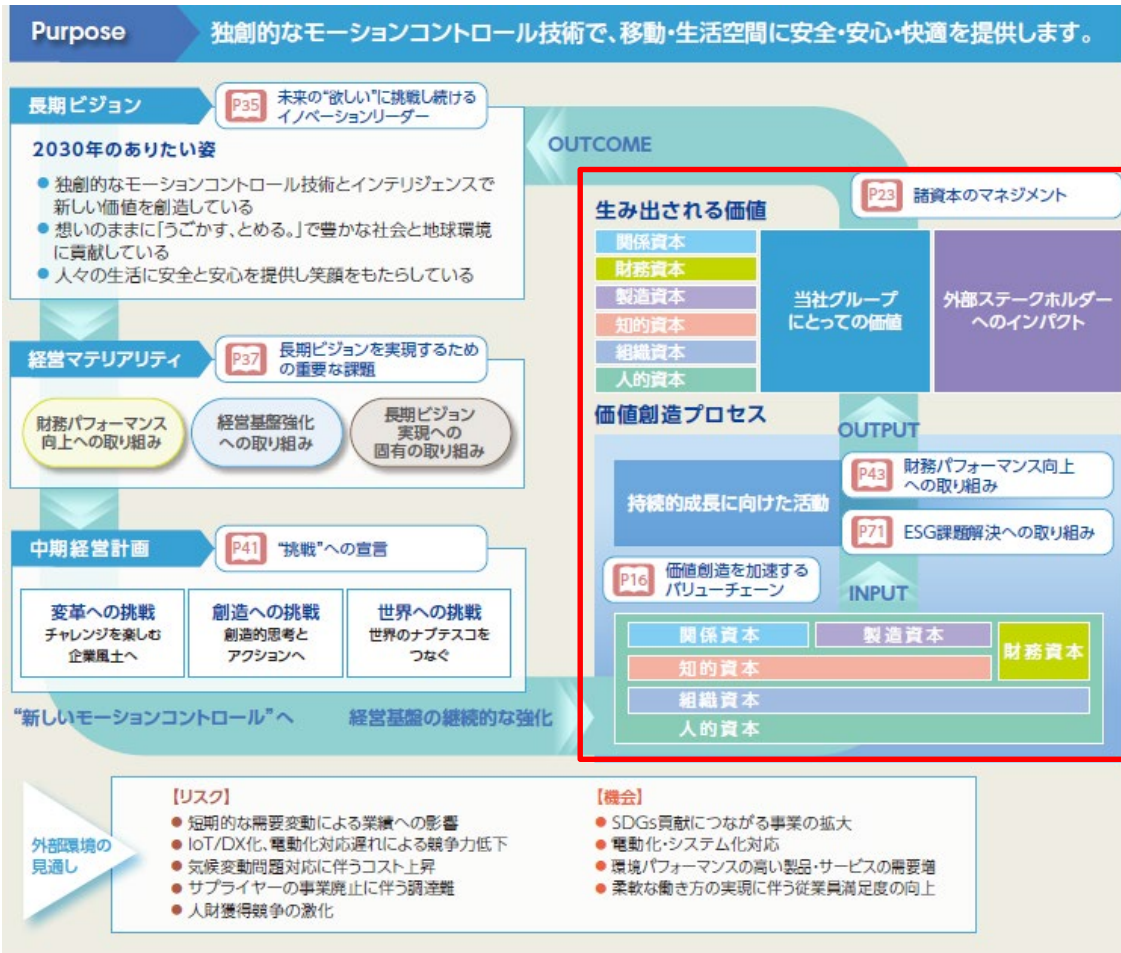 Purpose
独創的なモーションコントロール技術で、移動・生活空間に安全・安心・快適を提供します。
長期ビジョン
P35
未来の“欲しい”に挑戦し続ける
イノベーションリーダー
2030年のありたい姿
● 独創的なモーションコントロール技術とインテリジェンスで
新しい価値を創造している
● 想いのままに「うごかす、とめる。」で豊かな社会と地球環境
に貢献している
● 人々の生活に安全と安心を提供し笑顔をもたらしている
経営マテリアリティ
P37
長期ビジョンを実現するため
の重要な課題
財務パフォーマンス
向上への取り組み
経営基盤強化
への取り組み
長期ビジョン
実現への
固有の取り組み
中期経営計画
P41
“挑戦”への宣言
変革への挑戦
チャレンジを楽しむ
企業風土へ
創造への挑戦
創造的思考と
アクションへ
世界への挑戦
世界のナブテスコを
つなぐ
“新しいモーションコントロール”へ
経営基盤の継続的な強化
OUTCOME
P23
諸資本のマネジメント
生み出される価値
関係資本
財務資本
製造資本
知的資本
組織資本
人的資本
当社グループ
にとっての価値
外部ステークホルダー
へのインパクト
価値創造プロセス
OUTPUT
持続的成長に向けた活動
P43
財務パフォーマンス向上
への取り組み
P71
ESG課題解決への取り組み
P16
価値創造を加速する
バリューチェーン
INPUT
関係資本
製造資本
財務資本
知的資本
組織資本
人的資本
外部環境の
見通し
【リスク】
● 短期的な需要変動による業績への影響
● IoT/DX化、電動化対応遅れによる競争力低下
● 気候変動問題対応に伴うコスト上昇
● サプライヤーの事業廃止に伴う調達難
● 人財獲得競争の激化
【機会】
● SDGs貢献につながる事業の拡大
● 電動化・システム化対応
● 環境パフォーマンスの高い製品・サービスの需要増
● 柔軟な働き方の実現に伴う従業員満足度の向上